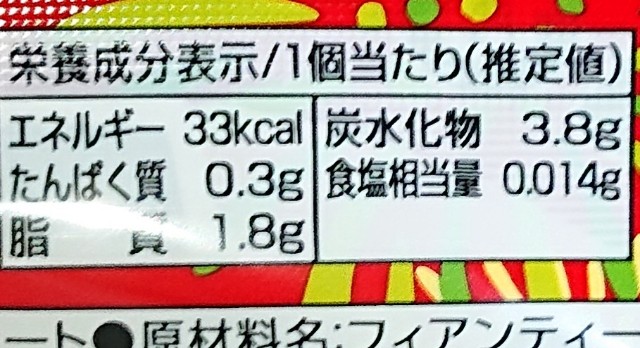 栄養成分表示/1個当たり(推定値)
エネルギー 33kcal
たんぱく質 0.3g
脂質 1.8g
炭水化物 3.8g
食塩相当量 0.014g
ート●原材料名:フィアンティー